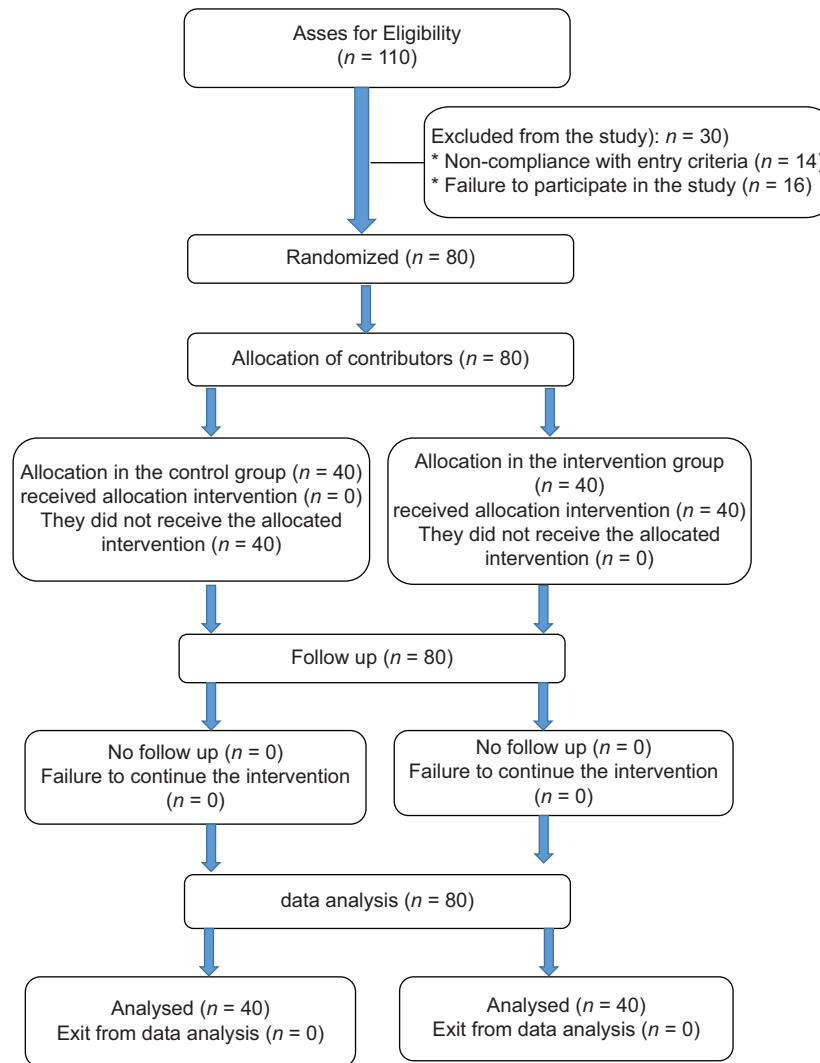 Asses for Eligibility
(n = 110)
Excluded from the study): n = 30)
* Non-compliance with entry criteria (n = 14)
* Failure to participate in the study (n = 16)
Randomized (n = 80)
Allocation of contributors (n = 80)
Allocation in the control group (n = 40)
received allocation intervention (n = 0)
They did not receive the allocated
intervention (n = 40)
Allocation in the intervention group
(n = 40)
received allocation intervention (n = 40)
They did not receive the allocated
intervention (n = 0)
Follow up (n = 80)
No follow up (n = 0)
Failure to continue the intervention
(n = 0)
No follow up (n = 0)
Failure to continue the intervention
(n = 0)
data analysis (n = 80)
Analysed (n = 40)
Exit from data analysis (n = 0)
Analysed (n = 40)
Exit from data analysis (n = 0)